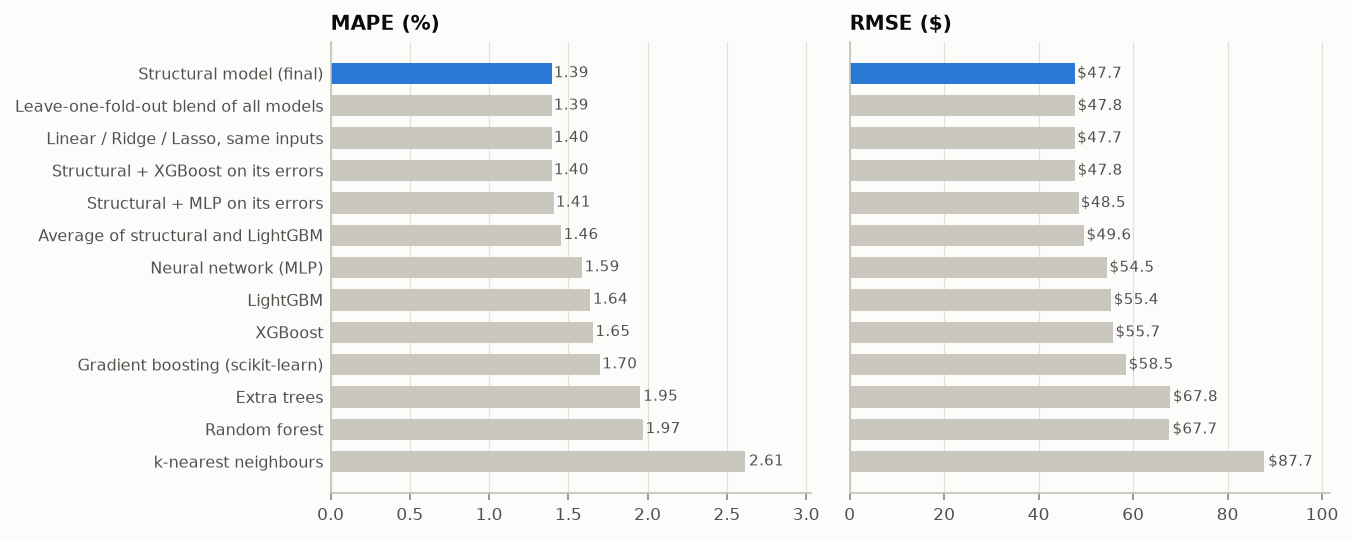 MAPE (%)
RMSE ($)
Structural model (final) 1.39 $47.7
Leave-one-fold-out blend of all models 1.39 $47.8
Linear / Ridge / Lasso, same inputs 1.40 $47.7
Structural + XGBoost on its errors 1.40 $47.8
Structural + MLP on its errors 1.41 $48.5
Average of structural and LightGBM 1.46 $49.6
Neural network (MLP) 1.59 $54.5
LightGBM 1.64 $55.4
XGBoost 1.65 $55.7
Gradient boosting (scikit-learn) 1.70 $58.5
Extra trees 1.95 $67.8
Random forest 1.97 $67.7
k-nearest neighbours 2.61 $87.7
0.0 0.5 1.0 1.5 2.0 2.5 3.0
0 20 40 60 80 100